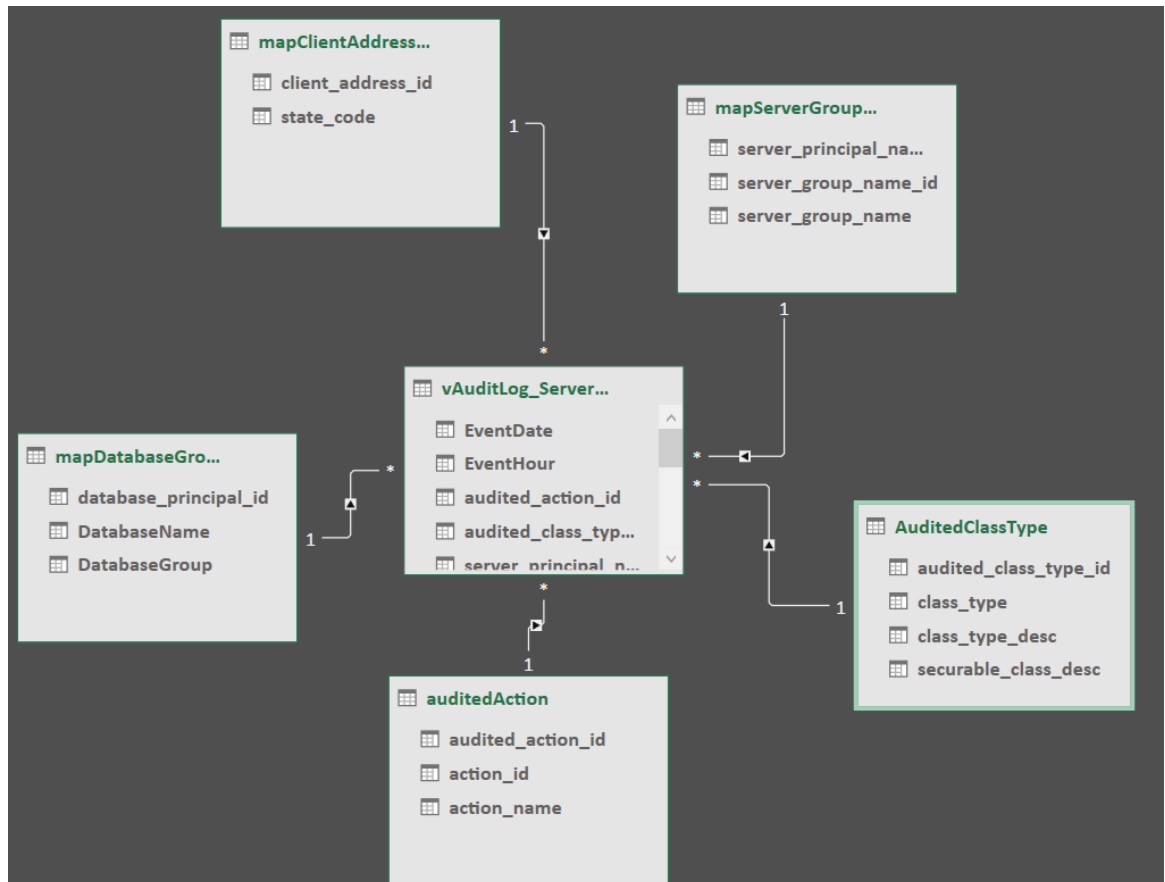 mapClientAddress...
client_address_id
state_code
1
*
mapServerGroup...
server_principal_na...
server_group_name_id
server_group_name
1
*
vAuditLog_Server...
EventDate
EventHour
audited_action_id
audited_class_typ...
server_principal_n...
mapDatabaseGro...
database_principal_id
DatabaseName
DatabaseGroup
1
*
*
AuditedClassType
audited_class_type_id
class_type
class_type_desc
securable_class_desc
1
*
1
auditedAction
audited_action_id
action_id
action_name